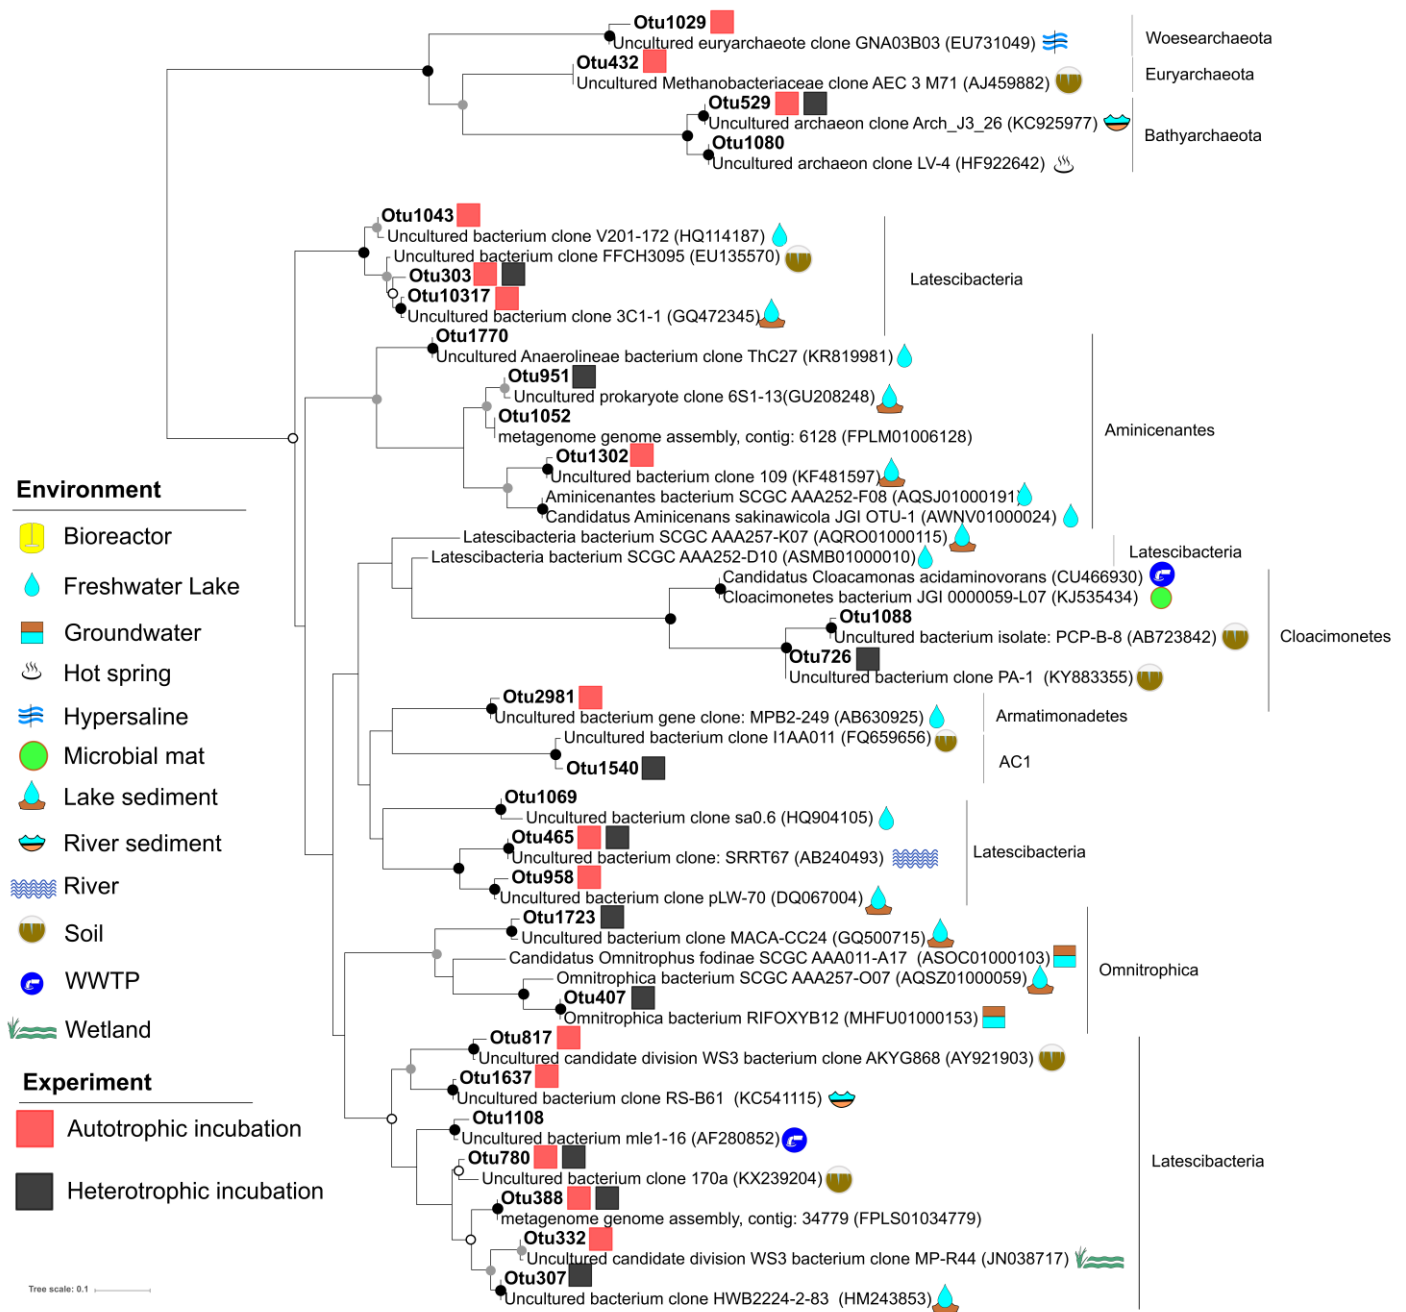 Otu1029
Uncultured euryarchaeote clone GNA03B03 (EU731049)
Woesearchaeota
Otu432
Uncultured Methanobacteriaceae clone AEC 3 M71 (AJ459882)
Euryarchaeota
Otu529
Uncultured archaeon clone Arch_J3_26 (KC925977)
Bathyarchaeota
Otu1080
Uncultured archaeon clone LV-4 (HF922642)
Otu1043
Uncultured bacterium clone V201-172 (HQ114187)
Uncultured bacterium clone FFCH3095 (EU135570)
Otu303
Latescibacteria
Otu10317
Uncultured bacterium clone 3C1-1 (GQ472345)
Otu1770
Uncultured Anaerolineae bacterium clone ThC27 (KR819981)
Otu951
Uncultured prokaryote clone 6S1-13(GU208248)
Otu1052
Aminicenantes
metagenome genome assembly, contig: 6128 (FPLM01006128)
Otu1302
Uncultured bacterium clone 109 (KF481597)
Aminicenantes bacterium SCGC AAA252-F08 (AQSJ01000191)
Candidatus Aminicenans sakinawicola JGI OTU-1 (AWNV01000024)
Latescibacteria bacterium SCGC AAA257-K07 (AQRO01000115)
Latescibacteria
Latescibacteria bacterium SCGC AAA252-D10 (ASMB01000010)
Candidatus Cloacamonas acidaminovorans (CU466930)
Cloacimonetes bacterium JGI 0000059-L07 (KJ535434)
Otu1088
Uncultured bacterium isolate: PCP-B-8 (AB723842)
Cloacimonetes
Otu726
Uncultured bacterium clone PA-1 (KY883355)
Otu2981
Uncultured bacterium gene clone: MPB2-249 (AB630925)
Armatimonadetes
Uncultured bacterium clone I1AA011 (FQ659656)
AC1
Otu1540
Otu1069
Uncultured bacterium clone sa0.6 (HQ904105)
Otu465
Uncultured bacterium clone: SRRT67 (AB240493)
Latescibacteria
Otu958
Uncultured bacterium clone pLW-70 (DQ067004)
Otu1723
Uncultured bacterium clone MACA-CC24 (GQ500715)
Candidatus Omnitrophus fodinae SCGC AAA011-A17 (ASOC01000103)
Omnitrophica
Omnitrophica bacterium SCGC AAA257-O07 (AQSZ01000059)
Otu407
Omnitrophica bacterium RIFOXYB12 (MHFU01000153)
Otu817
Uncultured candidate division WS3 bacterium clone AKYG868 (AY921903)
Otu1637
Uncultured bacterium clone RS-B61 (KC541115)
Otu1108
Uncultured bacterium mle1-16 (AF280852)
Otu780
Latescibacteria
Uncultured bacterium clone 170a (KX239204)
Otu388
metagenome genome assembly, contig: 34779 (FPLS01034779)
Otu332
Uncultured candidate division WS3 bacterium clone MP-R44 (JN038717)
Otu307
Uncultured bacterium clone HWB2224-2-83 (HM243853)
Environment
Bioreactor
Freshwater Lake
Groundwater
Hot spring
Hypersaline
Microbial mat
Lake sediment
River sediment
River
Soil
WWTP
Wetland
Experiment
Autotrophic incubation
Heterotrophic incubation
Tree scale: 0.1